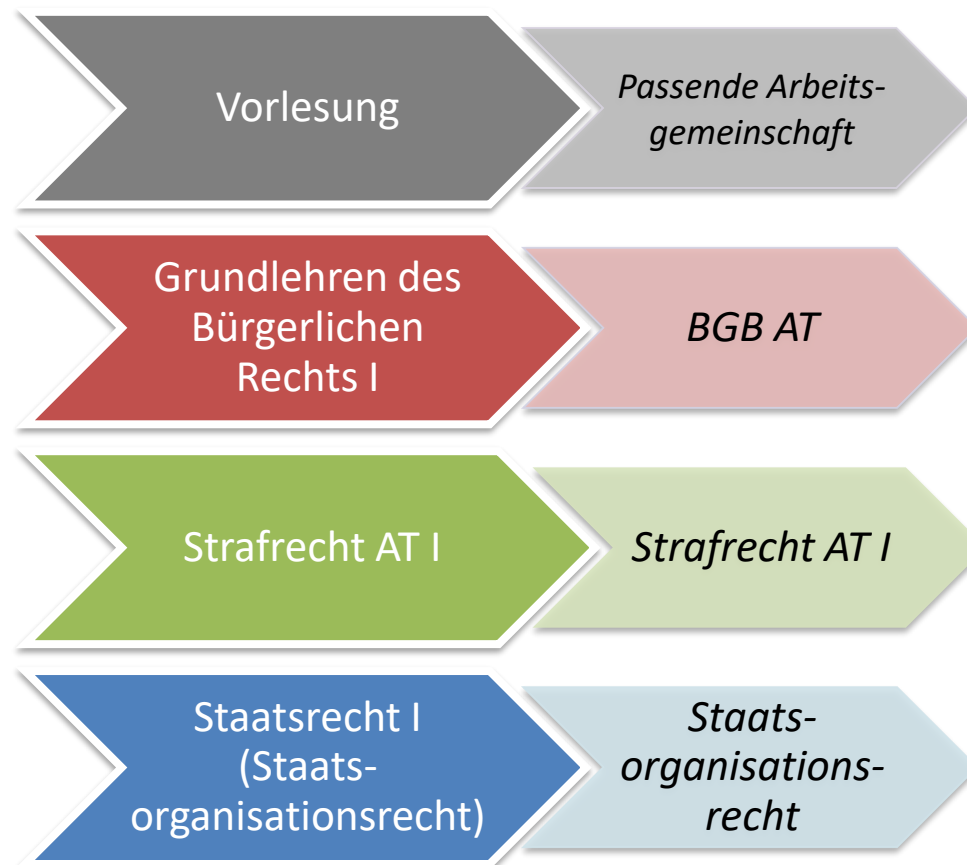 Vorlesung
Passende Arbeits-
gemeinschaft
Grundlehren des
Bürgerlichen
Rechts I
BGB AT
Strafrecht AT I
Strafrecht AT I
Staatsrecht I
(Staats-
organisationsrecht)
Staats-
organisations-
recht